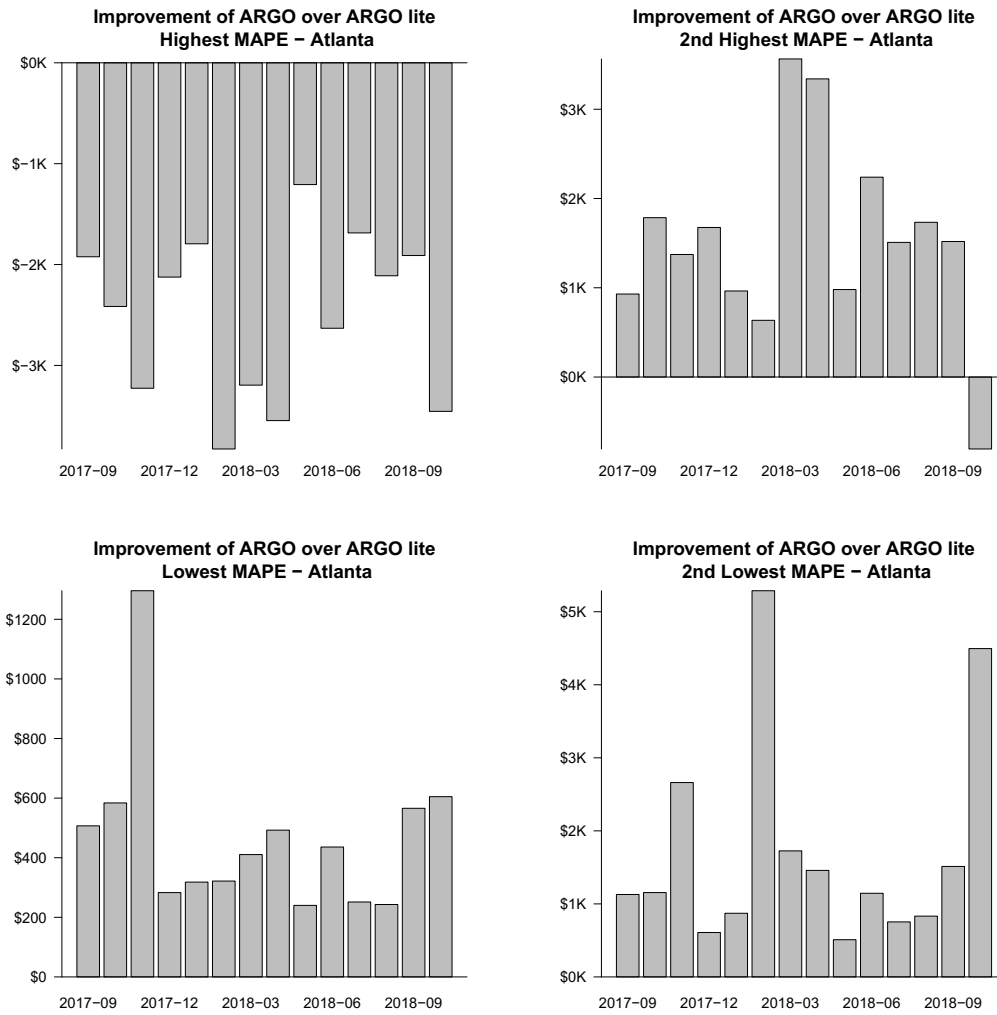 Improvement of ARGO over ARGO lite
Highest MAPE − Atlanta
$0K
$−1K
$−2K
$−3K
2017−09
2017−12
2018−03
2018−06
2018−09
Improvement of ARGO over ARGO lite
2nd Highest MAPE − Atlanta
$3K
$2K
$1K
$0K
2017−09
2017−12
2018−03
2018−06
2018−09
Improvement of ARGO over ARGO lite
Lowest MAPE − Atlanta
$1200
$1000
$800
$600
$400
$200
$0
2017−09
2017−12
2018−03
2018−06
2018−09
Improvement of ARGO over ARGO lite
2nd Lowest MAPE − Atlanta
$5K
$4K
$3K
$2K
$1K
$0K
2017−09
2017−12
2018−03
2018−06
2018−09